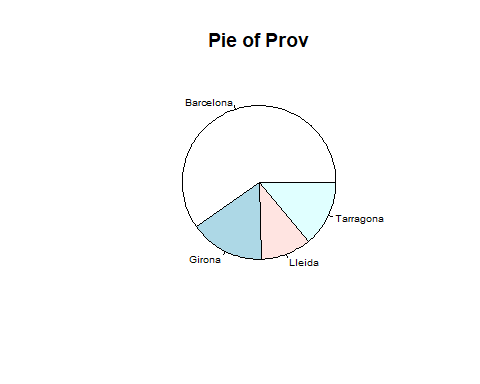 Pie of Prov
Barcelona
Tarragona
Girona
Lleida